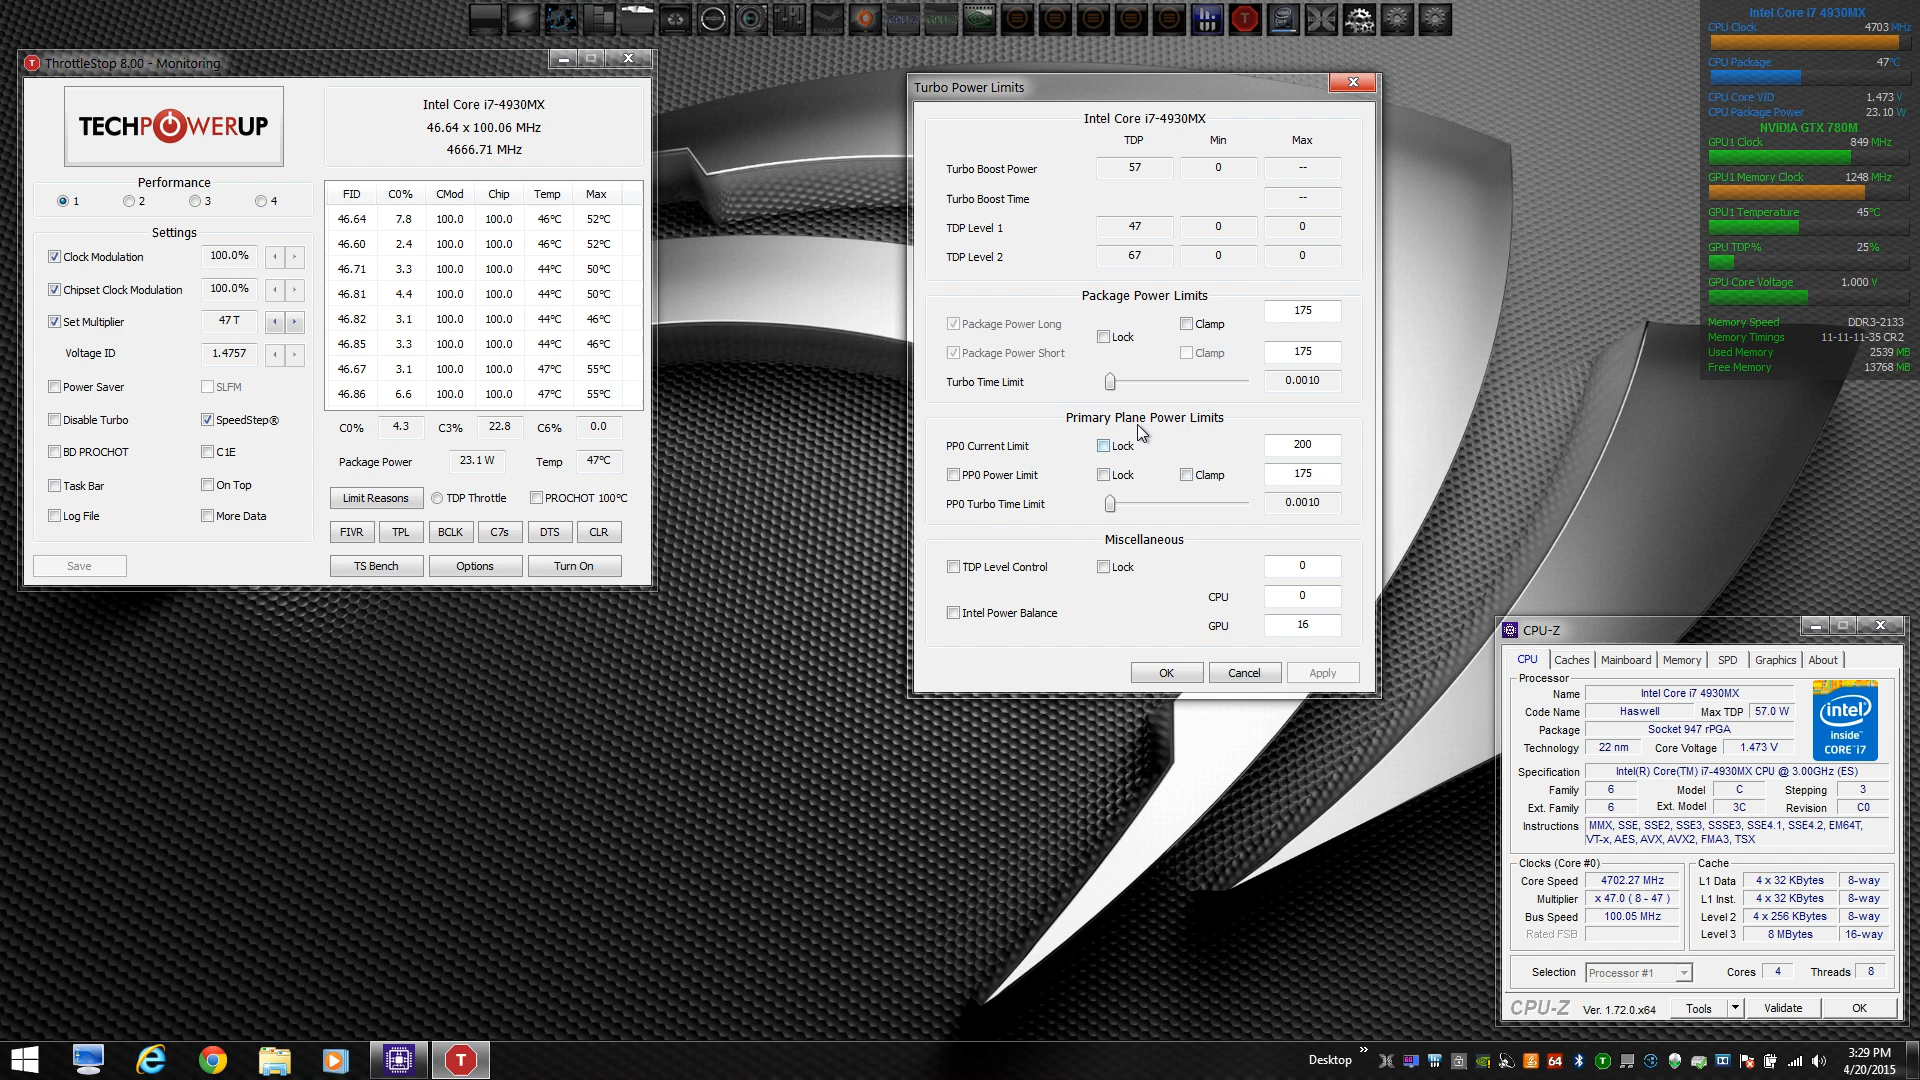 Intel Core i7 4930MX
CPU Clock 4703 MHz
CPU Package 47°C
CPU Core VID 1.473 V
CPU Package Power 23.10 W
NVIDIA GTX 780M
GPU1 Clock 849 MHz
GPU1 Memory Clock 1248 MHz
GPU1 Temperature 45°C
GPU TDP% 25%
GPU Core Voltage 1.000 V
Memory Speed DDR3-2133
Memory Timings 11-11-11-35 CR2
Used Memory 2539 MB
Free Memory 13768 MB
ThrottleStop 8.00 - Monitoring
TECHPOWERUP
Intel Core i7-4930MX
46.64 x 100.06 MHz
4666.71 MHz
Performance
1 2 3 4
Settings
Clock Modulation 100.0%
Chipset Clock Modulation 100.0%
Set Multiplier 47 T
Voltage ID 1.4757
Power Saver SLFM
Disable Turbo SpeedStep®
BD PROCHOT C1E
Task Bar On Top
Log File More Data
Save
FID C0% CMod Chip Temp Max
46.64 7.8 100.0 100.0 46°C 52°C
46.60 2.4 100.0 100.0 46°C 52°C
46.71 3.3 100.0 100.0 44°C 50°C
46.81 4.4 100.0 100.0 44°C 50°C
46.82 3.1 100.0 100.0 44°C 46°C
46.85 3.3 100.0 100.0 44°C 46°C
46.67 3.1 100.0 100.0 47°C 55°C
46.86 6.6 100.0 100.0 47°C 55°C
C0% 4.3 C3% 22.8 C6% 0.0
Package Power 23.1 W Temp 47°C
Limit Reasons TDP Throttle PROCHOT 100°C
FIVR TPL BCLK C7s DTS CLR
TS Bench Options Turn On
Turbo Power Limits
Intel Core i7-4930MX
TDP Min Max
Turbo Boost Power 57 0 --
Turbo Boost Time --
TDP Level 1 47 0 0
TDP Level 2 67 0 0
Package Power Limits
Package Power Long Clamp 175
Lock
Package Power Short Clamp 175
Turbo Time Limit 0.0010
Primary Plane Power Limits
PP0 Current Limit Lock 200
PP0 Power Limit Lock Clamp 175
PP0 Turbo Time Limit 0.0010
Miscellaneous
TDP Level Control Lock 0
CPU 0
Intel Power Balance
GPU 16
OK Cancel Apply
CPU-Z
CPU Caches Mainboard Memory SPD Graphics About
Processor
Name Intel Core i7 4930MX
Code Name Haswell Max TDP 57.0 W
Package Socket 947 rPGA
Technology 22 nm Core Voltage 1.473 V
intel
inside™
CORE™i7
Specification Intel(R) Core(TM) i7-4930MX CPU @ 3.00GHz (ES)
Family 6 Model C Stepping 3
Ext. Family 6 Ext. Model 3C Revision C0
Instructions MMX, SSE, SSE2, SSE3, SSSE3, SSE4.1, SSE4.2, EM64T,
VT-x, AES, AVX, AVX2, FMA3, TSX
Clocks (Core #0)
Core Speed 4702.27 MHz
Multiplier x 47.0 ( 8 - 47 )
Bus Speed 100.05 MHz
Rated FSB
Cache
L1 Data 4 x 32 KBytes 8-way
L1 Inst. 4 x 32 KBytes 8-way
Level 2 4 x 256 KBytes 8-way
Level 3 8 MBytes 16-way
Selection Processor #1 Cores 4 Threads 8
CPU-Z Ver. 1.72.0.x64 Tools Validate OK
Desktop » 64 3:29 PM
4/20/2015